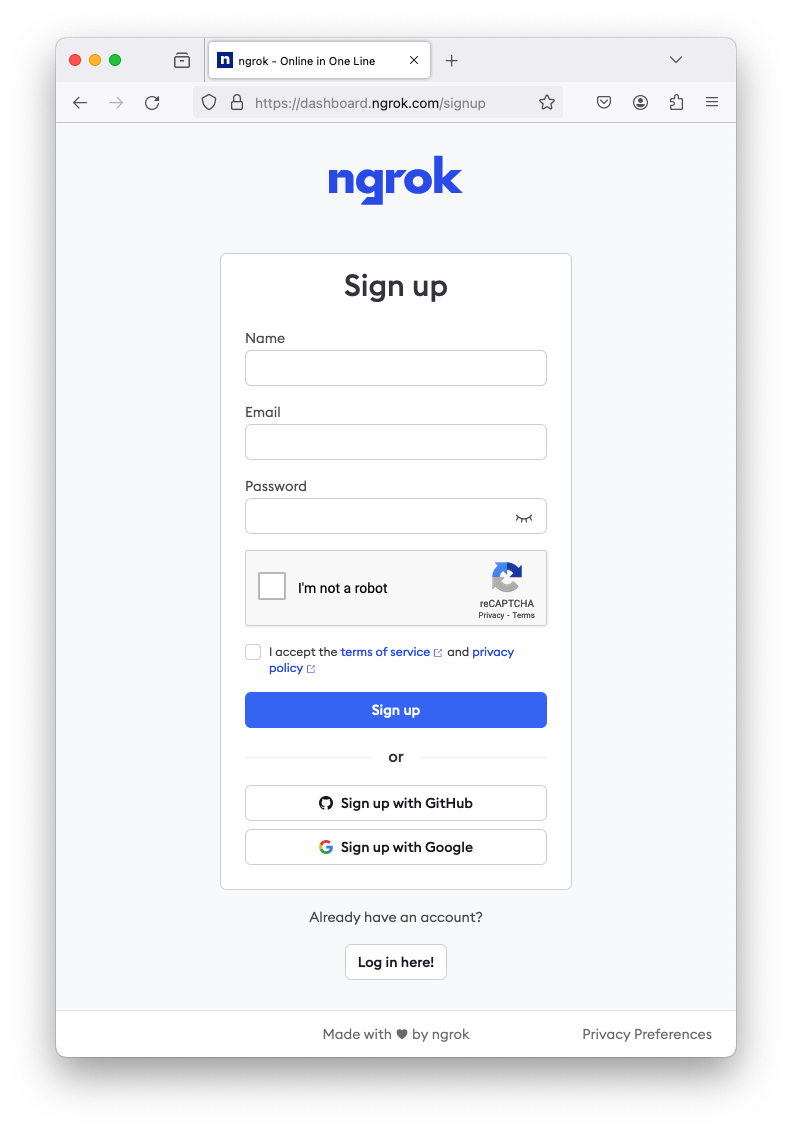 n ngrok - Online in One Line
https://dashboard.ngrok.com/signup
ngrok
Sign up
Name
Email
Password
I'm not a robot
reCAPTCHA
Privacy - Terms
I accept the terms of service and privacy
policy
Sign up
or
Sign up with GitHub
Sign up with Google
Already have an account?
Log in here!
Made with ♥ by ngrok
Privacy Preferences